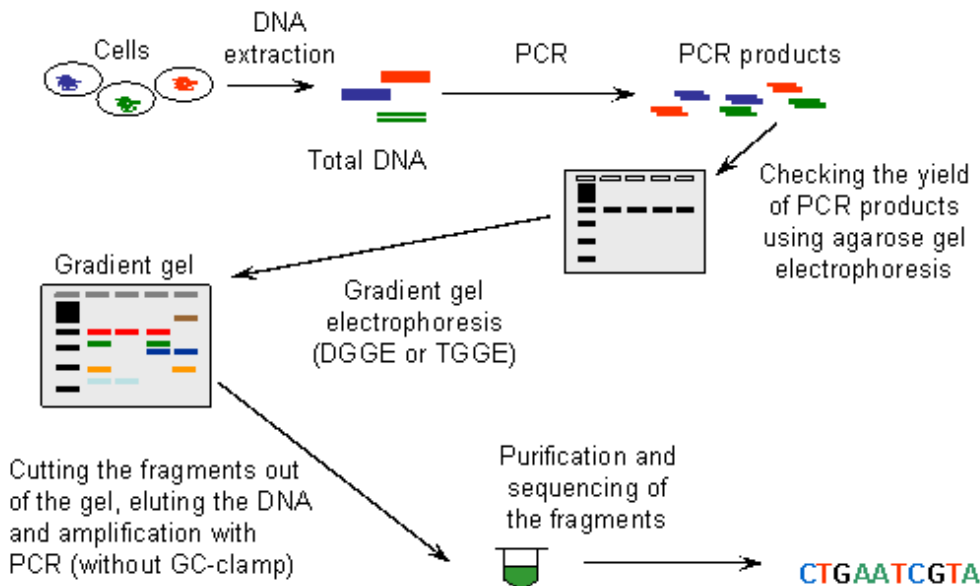 Cells
DNA
extraction
PCR
PCR products
Total DNA
Checking the yield
of PCR products
using agarose gel
electrophoresis
Gradient gel
Gradient gel
electrophoresis
(DGGE or TGGE)
Cutting the fragments out
of the gel, eluting the DNA
and amplification with
PCR (without GC-clamp)
Purification and
sequencing of
the fragments
CTGAATCGTA